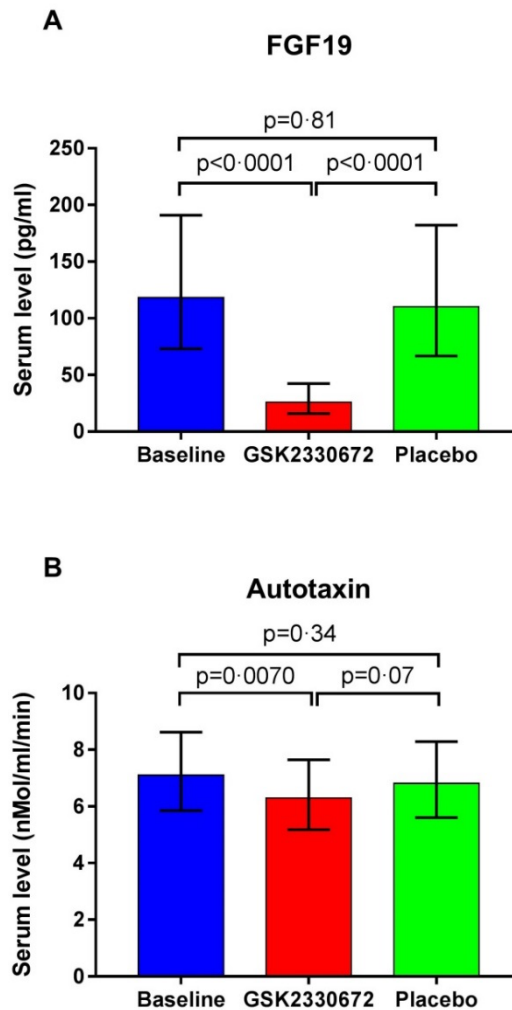 A
FGF19
p=0·81
p<0·0001 p<0·0001
Serum level (pg/ml)
250
200
150
100
50
0
Baseline GSK2330672 Placebo
B
Autotaxin
p=0·34
p=0·0070 p=0·07
Serum level (nMol/ml/min)
10
8
6
4
2
0
Baseline GSK2330672 Placebo